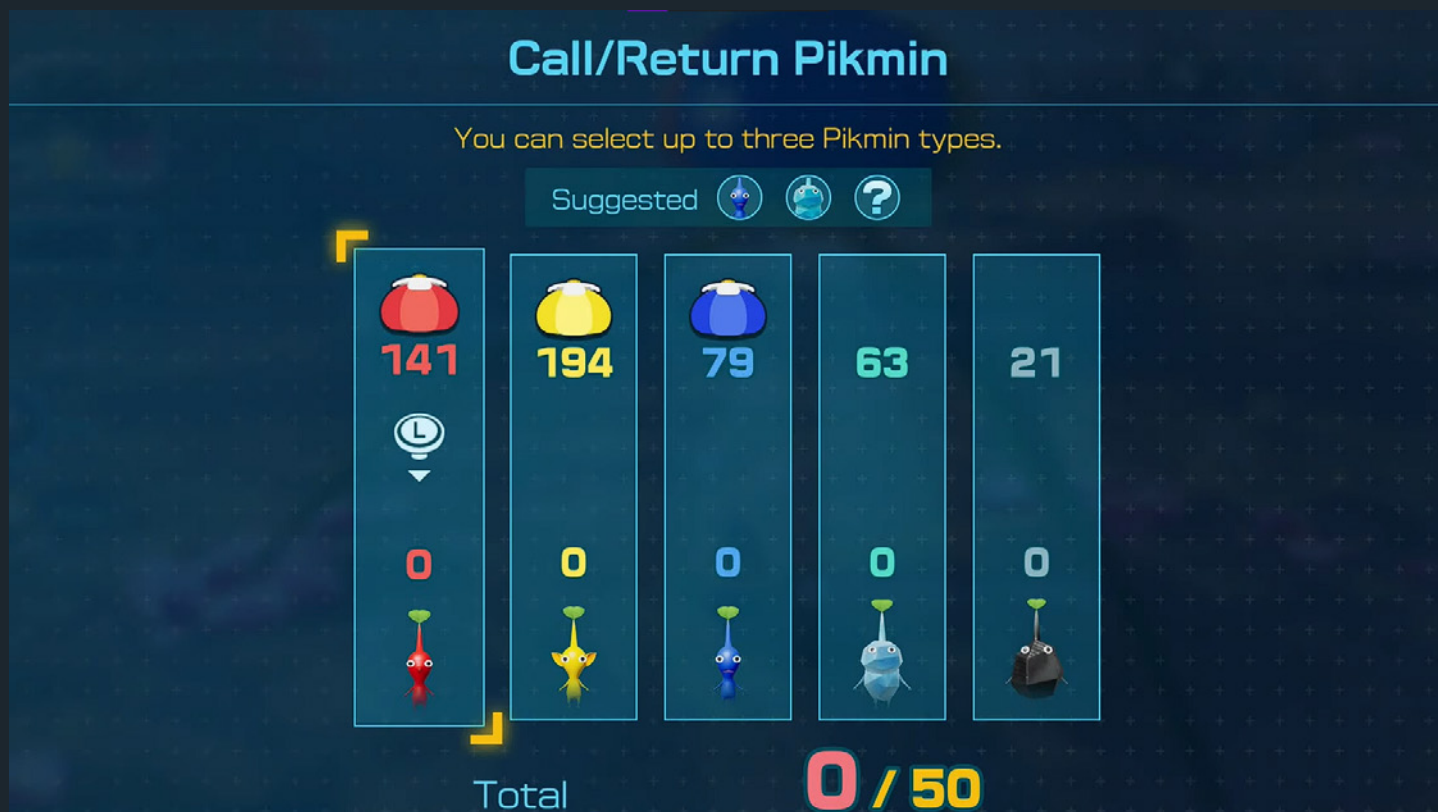 Call/Return Pikmin
You can select up to three Pikmin types.
Suggested ?
141 194 79 63 21
L
0 0 0 0 0
Total 0 / 50